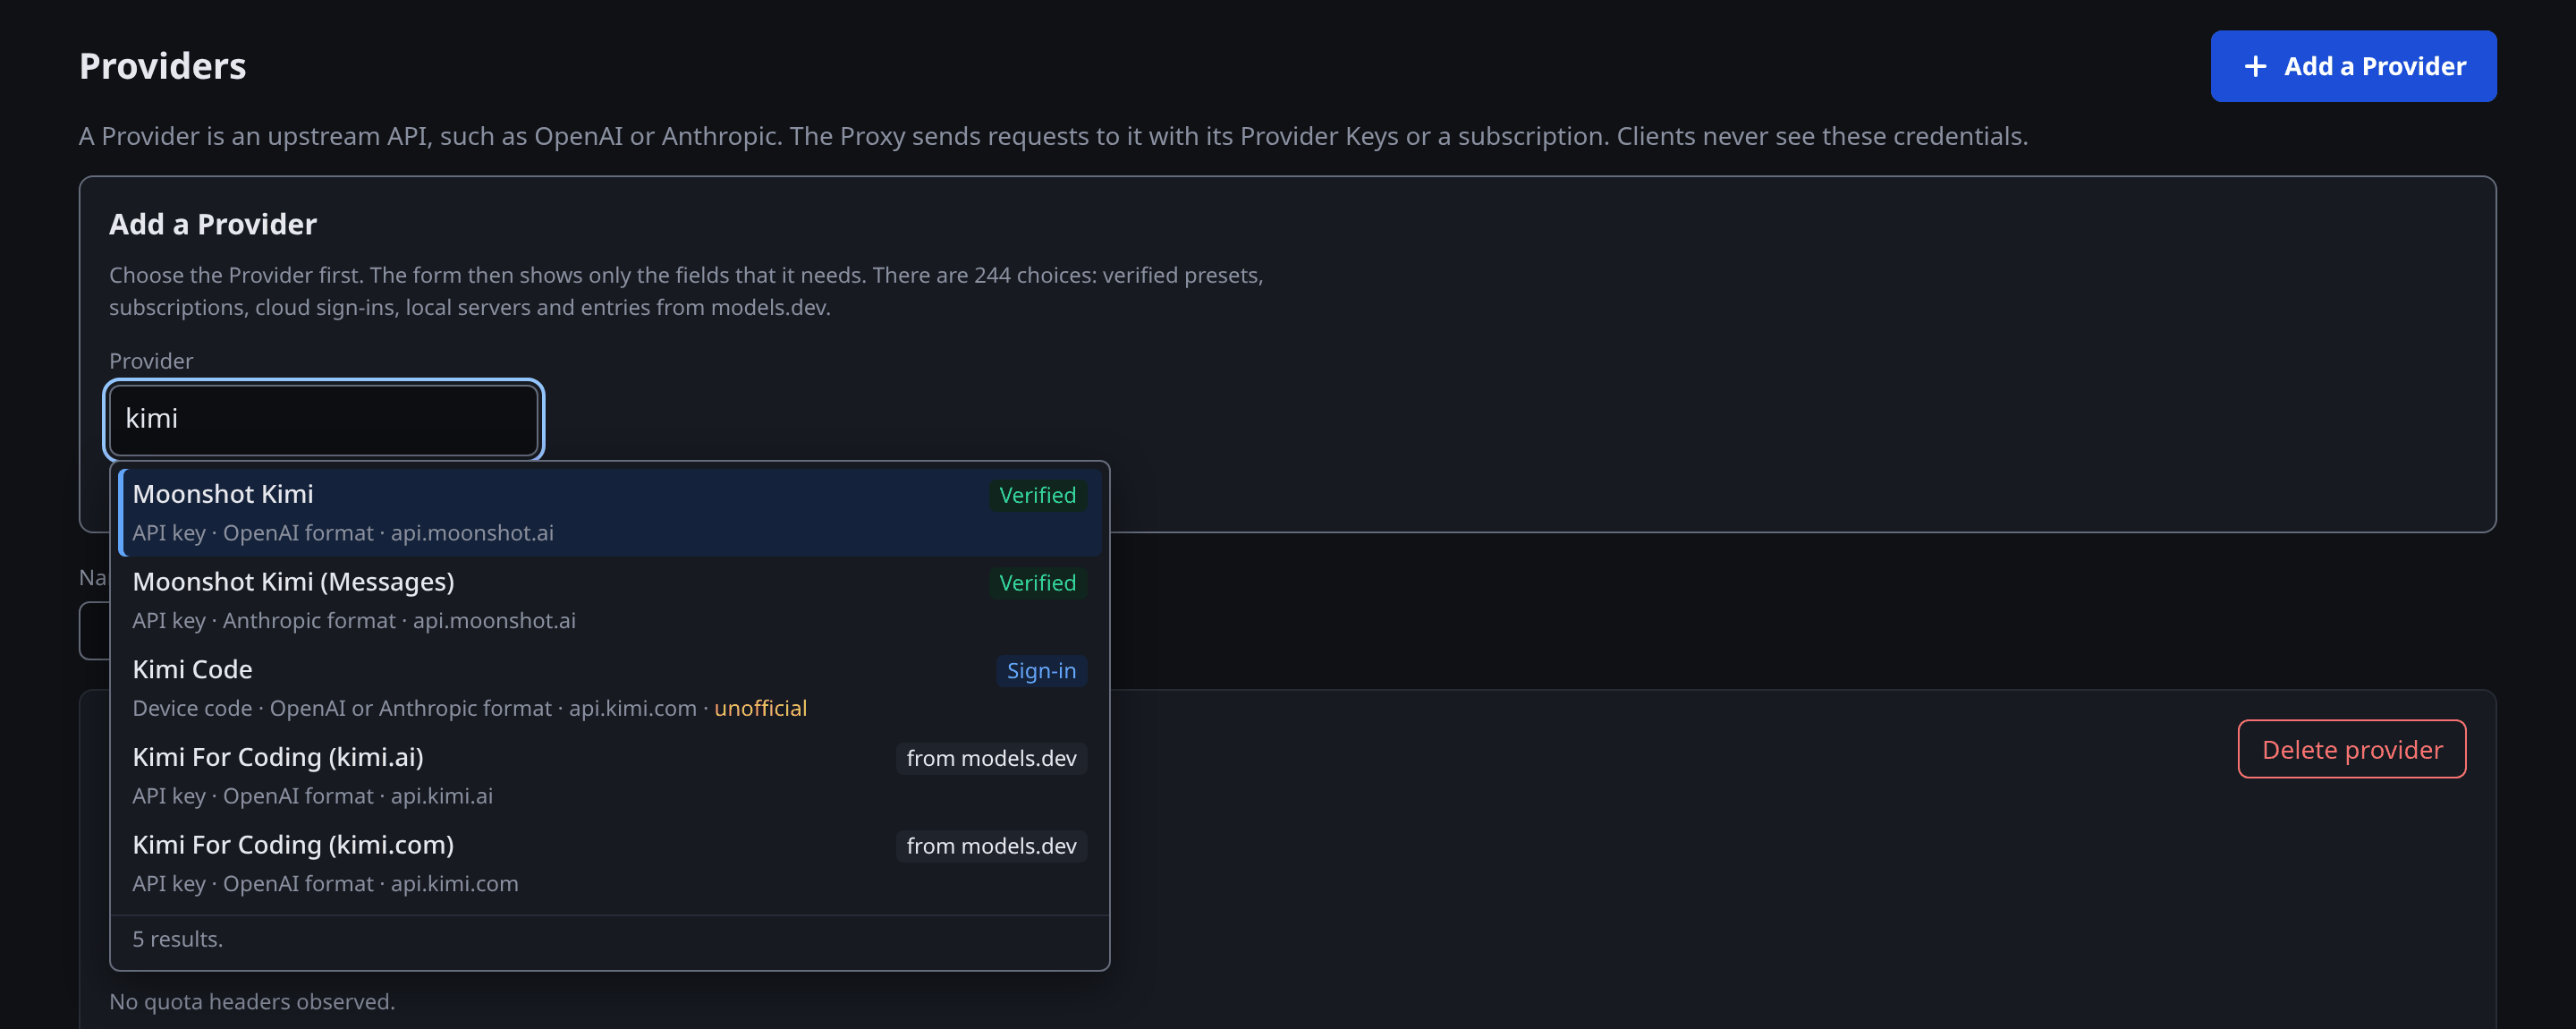 Providers
+ Add a Provider
A Provider is an upstream API, such as OpenAI or Anthropic. The Proxy sends requests to it with its Provider Keys or a subscription. Clients never see these credentials.
Add a Provider
Choose the Provider first. The form then shows only the fields that it needs. There are 244 choices: verified presets,
subscriptions, cloud sign-ins, local servers and entries from models.dev.
Provider
kimi
Moonshot Kimi Verified
API key · OpenAI format · api.moonshot.ai
Moonshot Kimi (Messages) Verified
API key · Anthropic format · api.moonshot.ai
Kimi Code Sign-in
Device code · OpenAI or Anthropic format · api.kimi.com · unofficial
Kimi For Coding (kimi.ai) from models.dev
API key · OpenAI format · api.kimi.ai
Kimi For Coding (kimi.com) from models.dev
API key · OpenAI format · api.kimi.com
5 results.
Delete provider
No quota headers observed.